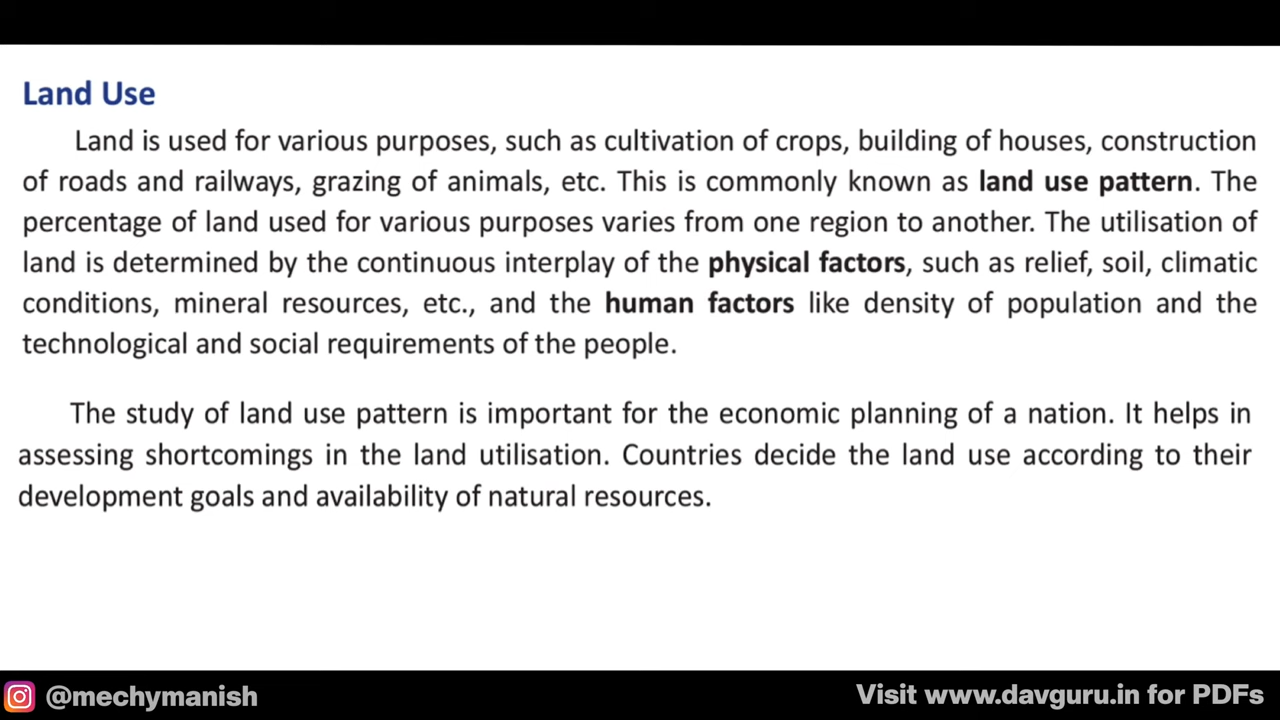 Land Use
Land is used for various purposes, such as cultivation of crops, building of houses, construction
of roads and railways, grazing of animals, etc. This is commonly known as land use pattern. The
percentage of land used for various purposes varies from one region to another. The utilisation of
land is determined by the continuous interplay of the physical factors, such as relief, soil, climatic
conditions, mineral resources, etc., and the human factors like density of population and the
technological and social requirements of the people.
The study of land use pattern is important for the economic planning of a nation. It helps in
assessing shortcomings in the land utilisation. Countries decide the land use according to their
development goals and availability of natural resources.
@mechymanish
Visit www.davguru.in for PDFs